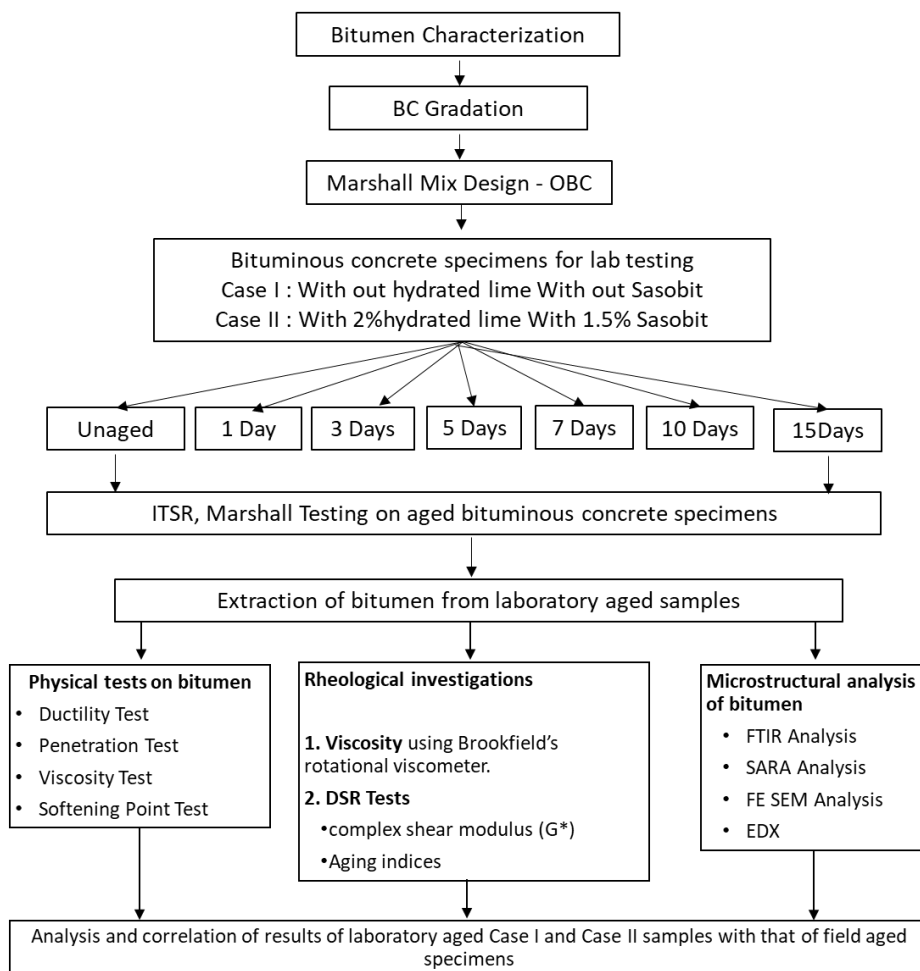 Bitumen Characterization
BC Gradation
Marshall Mix Design - OBC
Bituminous concrete specimens for lab testing
Case I : With out hydrated lime With out Sasobit
Case II : With 2%hydrated lime With 1.5% Sasobit
Unaged
1 Day
3 Days
5 Days
7 Days
10 Days
15Days
ITSR, Marshall Testing on aged bituminous concrete specimens
Extraction of bitumen from laboratory aged samples
Physical tests on bitumen
• Ductility Test
• Penetration Test
• Viscosity Test
• Softening Point Test
Rheological investigations
1. Viscosity using Brookfield’s
rotational viscometer.
2. DSR Tests
•complex shear modulus (G*)
•Aging indices
Microstructural analysis
of bitumen
• FTIR Analysis
• SARA Analysis
• FE SEM Analysis
• EDX
Analysis and correlation of results of laboratory aged Case I and Case II samples with that of field aged
specimens